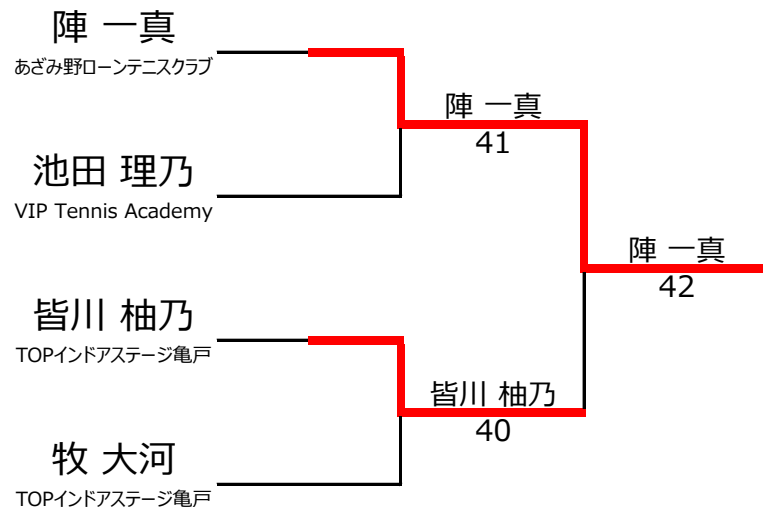 陣 一真
あざみ野ローンテニスクラブ
陣 一真
41
池田 理乃
VIP Tennis Academy
陣 一真
42
皆川 柚乃
TOPインドアステージ亀戸
皆川 柚乃
40
牧 大河
TOPインドアステージ亀戸